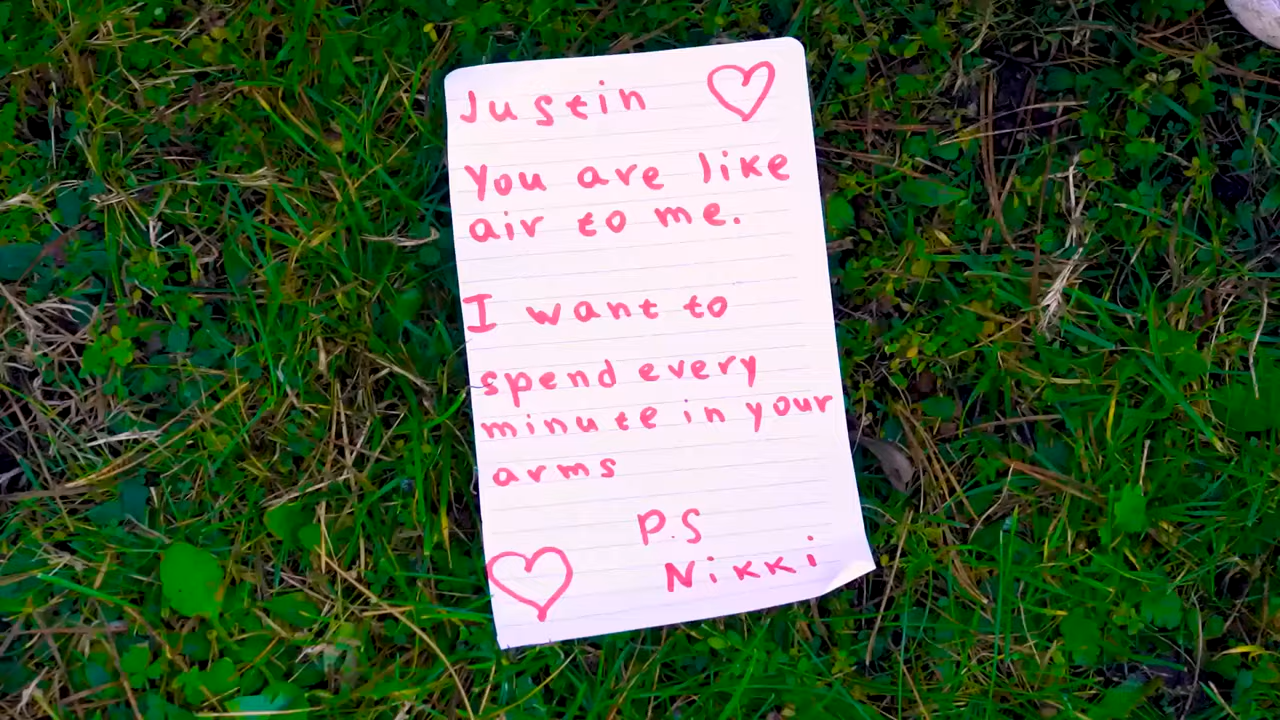 Justin
You are like
air to me.
I want to
spend every
minute in your
arms
P.S
Nikki